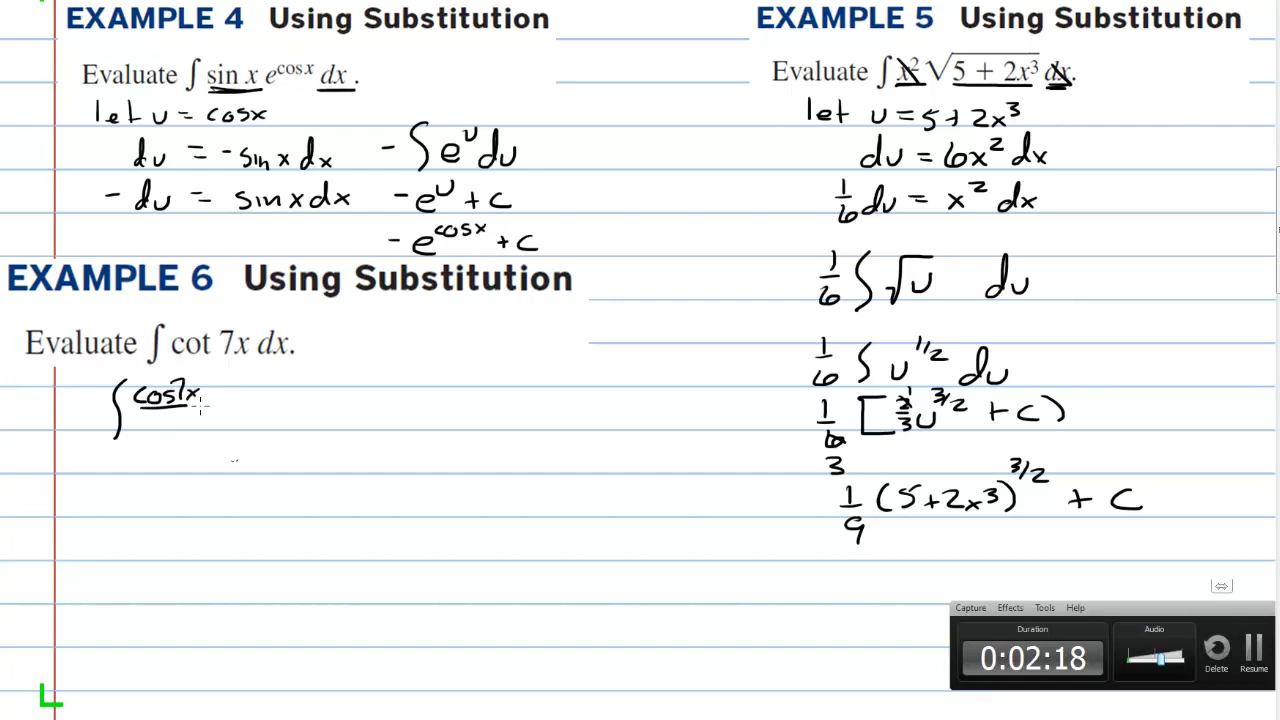 EXAMPLE 4 Using Substitution
Evaluate ∫ sin x e^cos x dx .
let u = cosx
du = -sin x dx
- du = sin x dx
- ∫ e^u du
- e^u + c
- e^cosx + c
EXAMPLE 5 Using Substitution
Evaluate ∫ x² √(5 + 2x³) dx.
let u = 5+2x³
du = 6x² dx
1/6 du = x² dx
1/6 ∫ √u du
1/6 ∫ u^1/2 du
1/6 [ 2/3 u^3/2 + c )
3
1/9 (5+2x³)^3/2 + c
EXAMPLE 6 Using Substitution
Evaluate ∫ cot 7x dx.
∫ cos7x
Capture Effects Tools Help
Duration
0:02:18
Audio
Delete
Resume